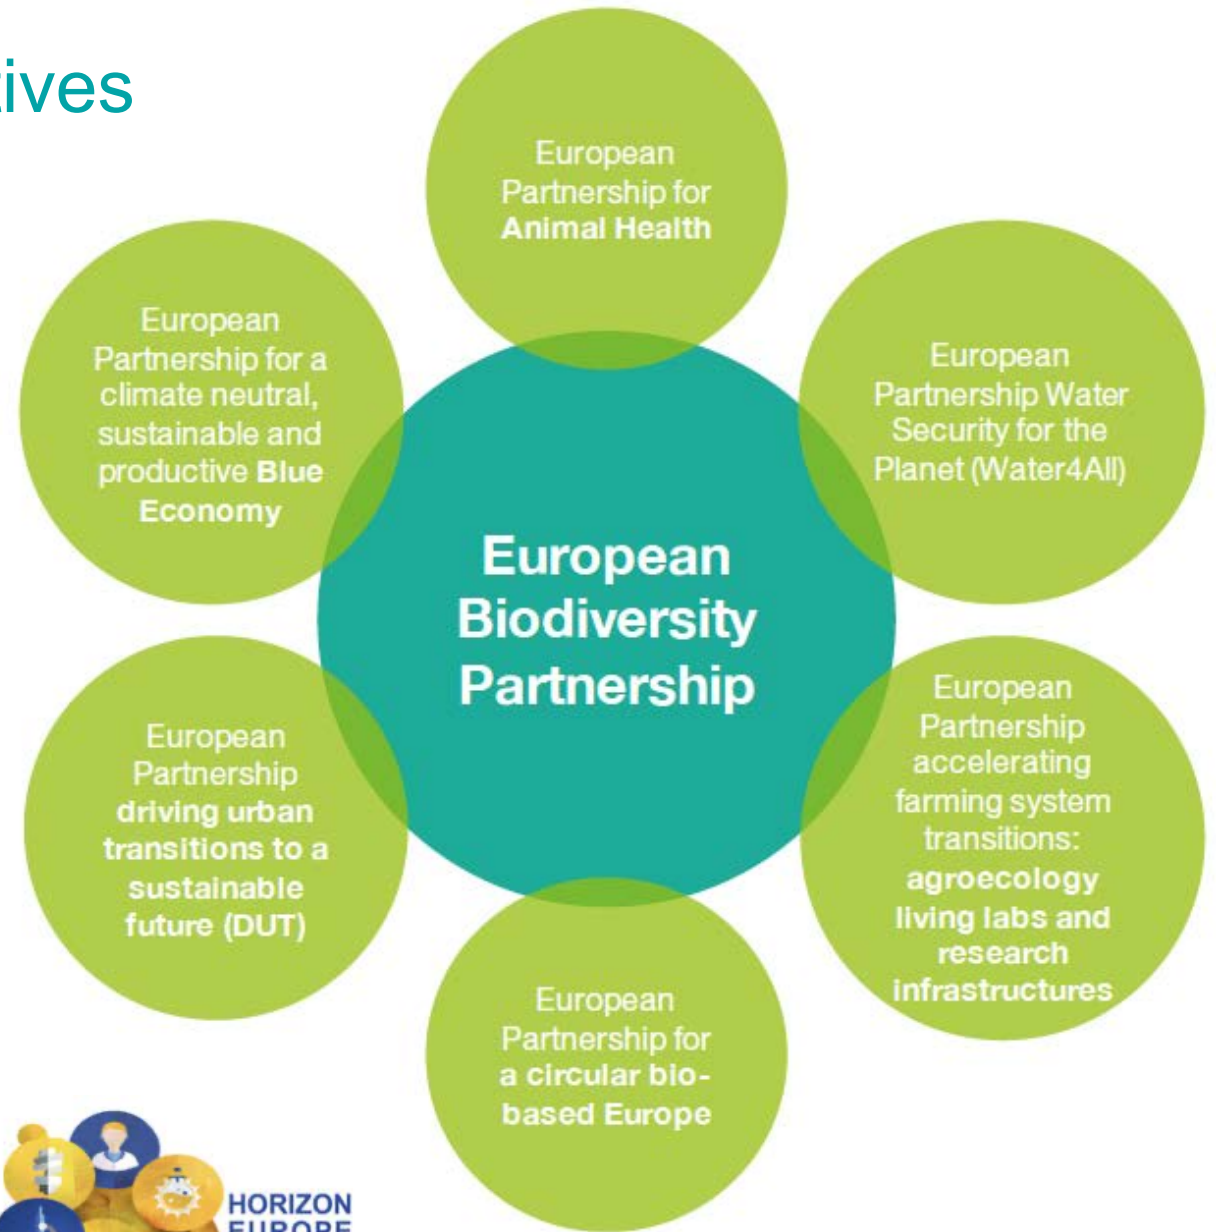 European
Partnership for
Animal Health
European
Partnership for a
climate neutral,
sustainable and
productive Blue
Economy
European
Partnership Water
Security for the
Planet (Water4All)
European
Biodiversity
Partnership
European
Partnership
driving urban
transitions to a
sustainable
future (DUT)
European
Partnership
accelerating
farming system
transitions:
agroecology
living labs and
research
infrastructures
European
Partnership for
a circular bio-
based Europe
HORIZON
EUROPE